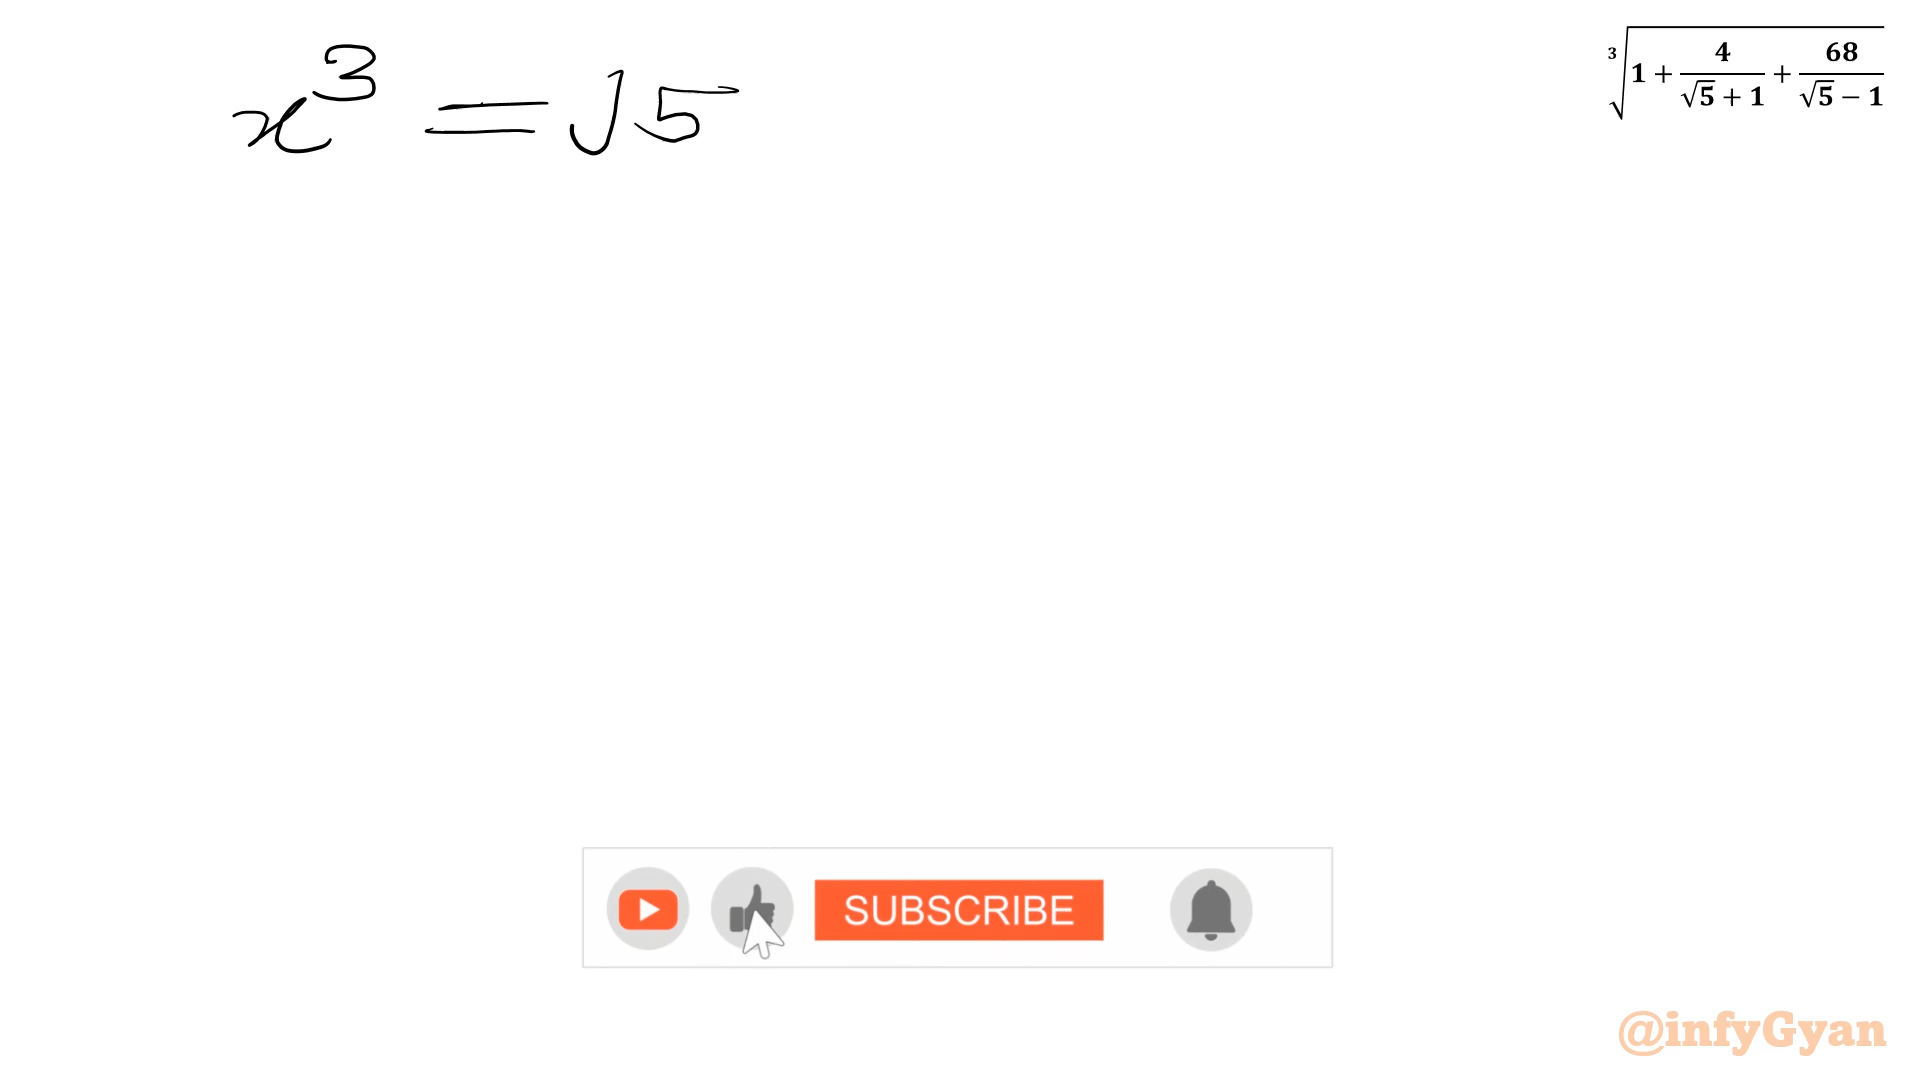 x³ = √5
∛(1 + 4/(√5 + 1) + 68/(√5 − 1))
SUBSCRIBE
@infyGyan